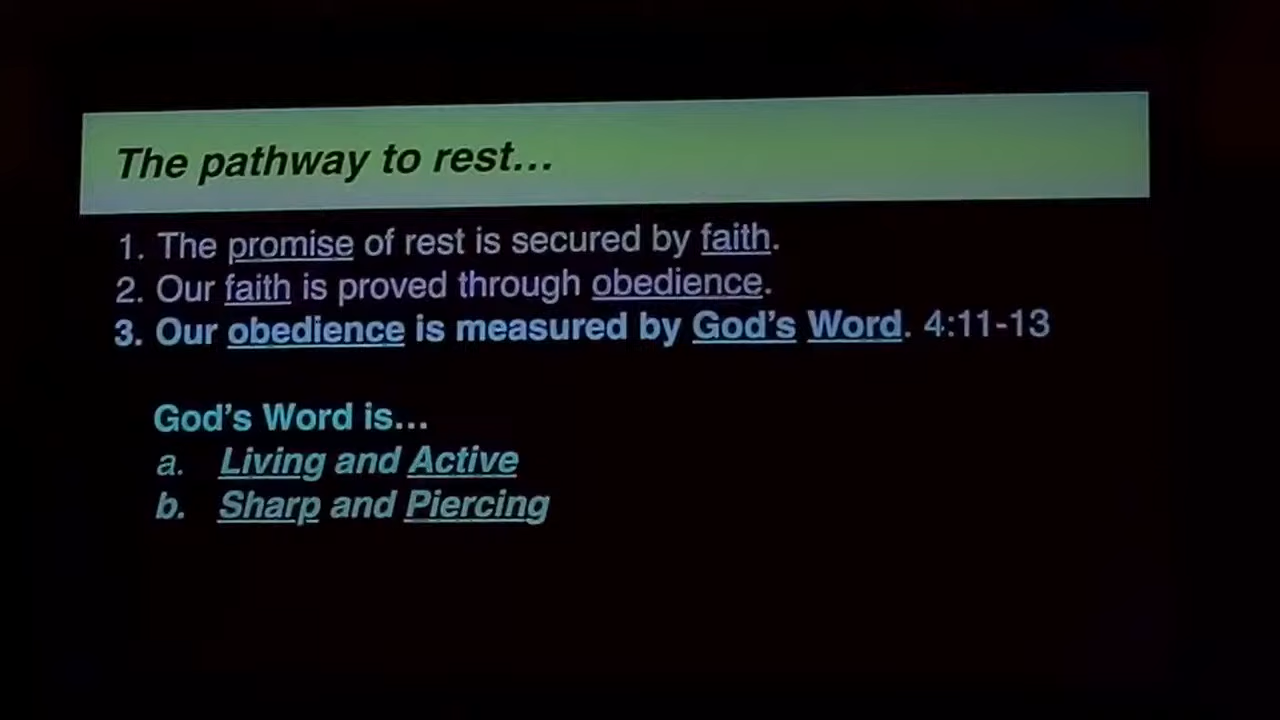 The pathway to rest...
1. The promise of rest is secured by faith.
2. Our faith is proved through obedience.
3. Our obedience is measured by God's Word. 4:11-13
God's Word is...
a. Living and Active
b. Sharp and Piercing